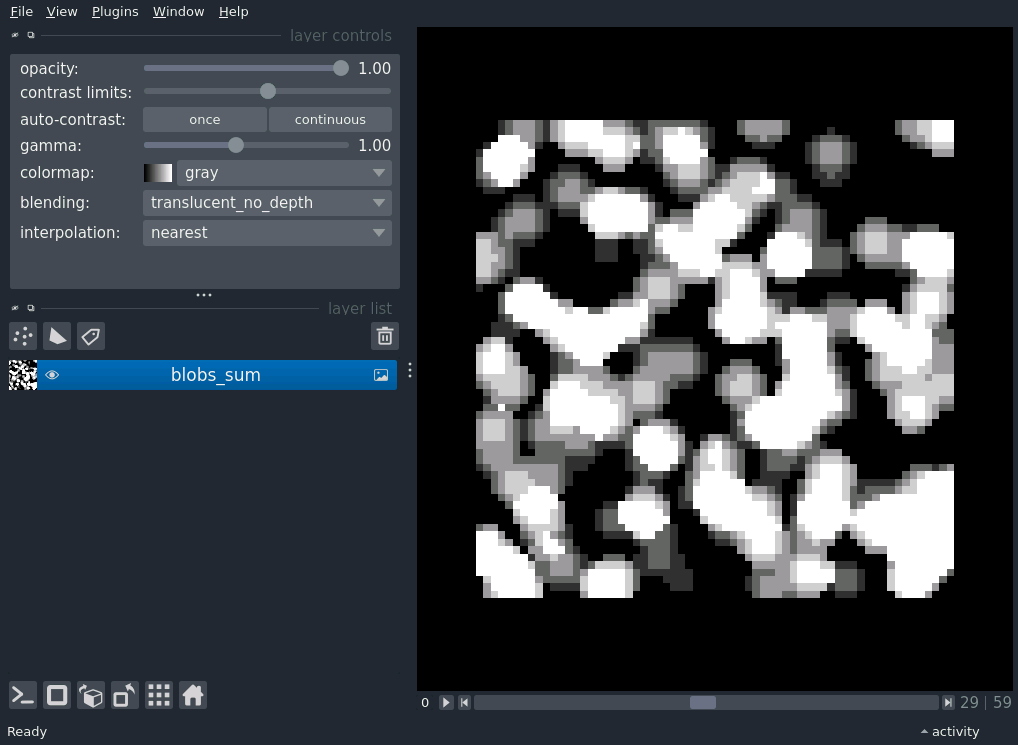 File View Plugins Window Help
layer controls
opacity: 1.00
contrast limits:
auto-contrast: once continuous
gamma: 1.00
colormap: gray
blending: translucent_no_depth
interpolation: nearest
layer list
blobs_sum
0 29 | 59
Ready activity